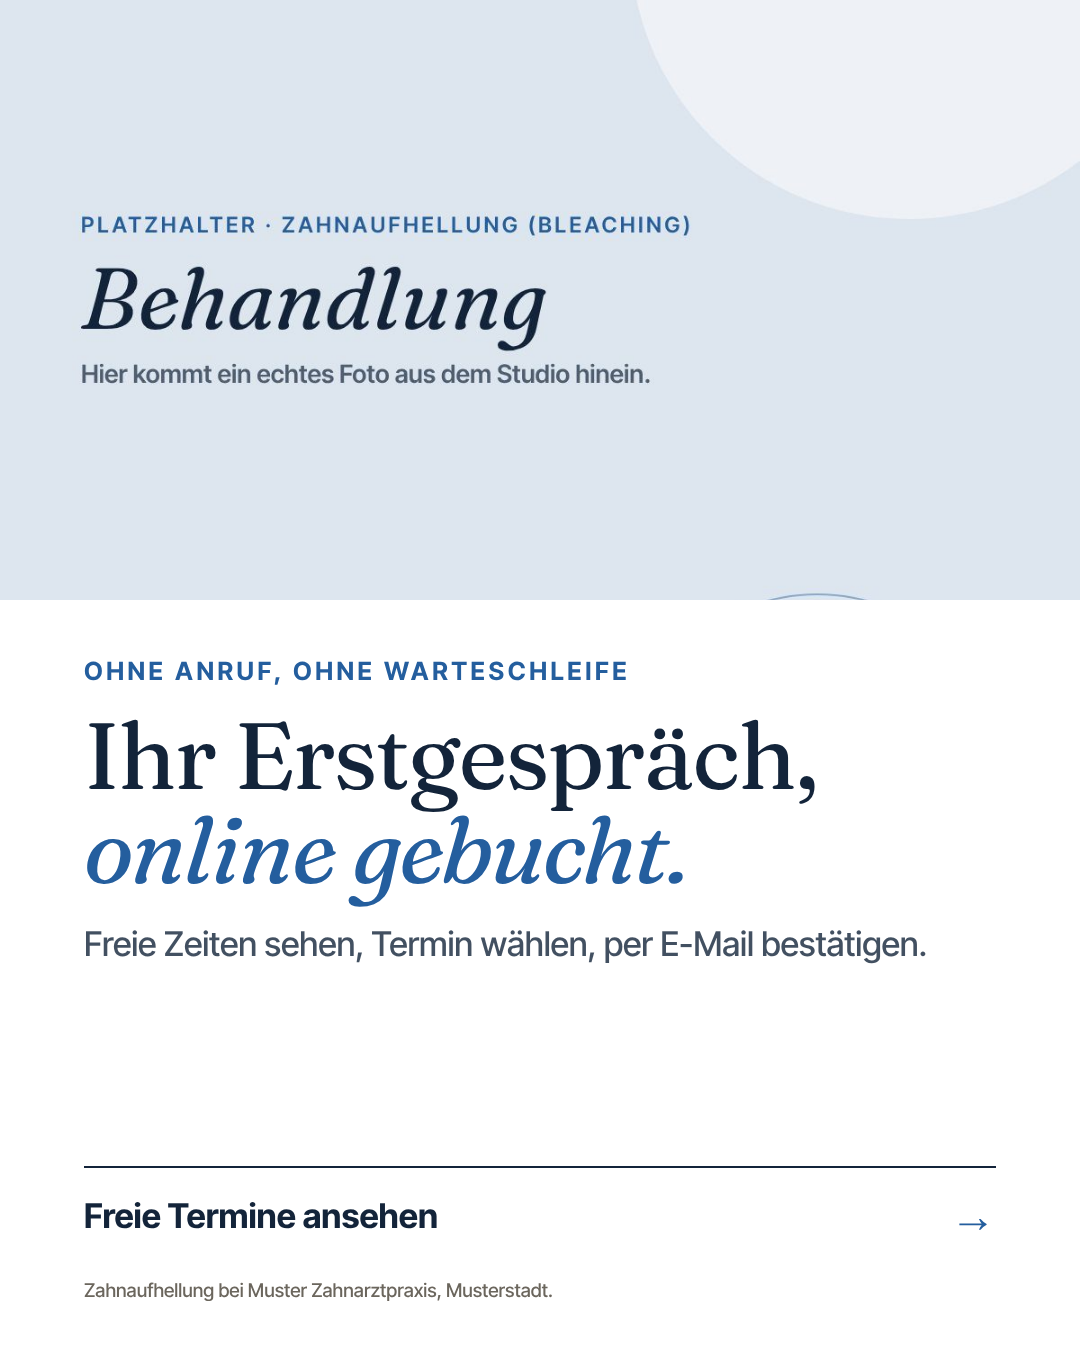 PLATZHALTER · ZAHNAUFHELLUNG (BLEACHING)
Behandlung
Hier kommt ein echtes Foto aus dem Studio hinein.
OHNE ANRUF, OHNE WARTESCHLEIFE
Ihr Erstgespräch,
online gebucht.
Freie Zeiten sehen, Termin wählen, per E-Mail bestätigen.
Freie Termine ansehen →
Zahnaufhellung bei Muster Zahnarztpraxis, Musterstadt.